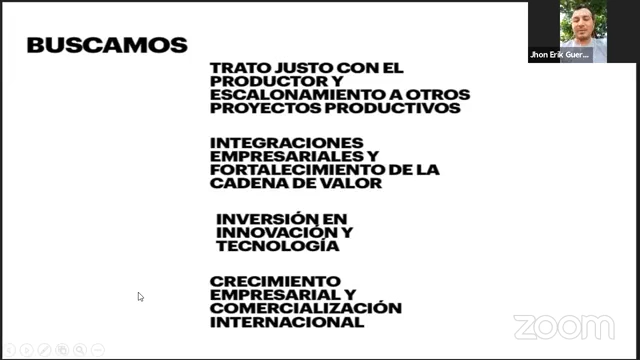 BUSCAMOS
TRATO JUSTO CON EL
PRODUCTOR Y
ESCALONAMIENTO A OTROS
PROYECTOS PRODUCTIVOS
INTEGRACIONES
EMPRESARIALES Y
FORTALECIMIENTO DE LA
CADENA DE VALOR
INVERSIÓN EN
INNOVACIÓN Y
TECNOLOGÍA
CRECIMIENTO
EMPRESARIAL Y
COMERCIALIZACIÓN
INTERNACIONAL
Jhon Erik Guer...
zoom